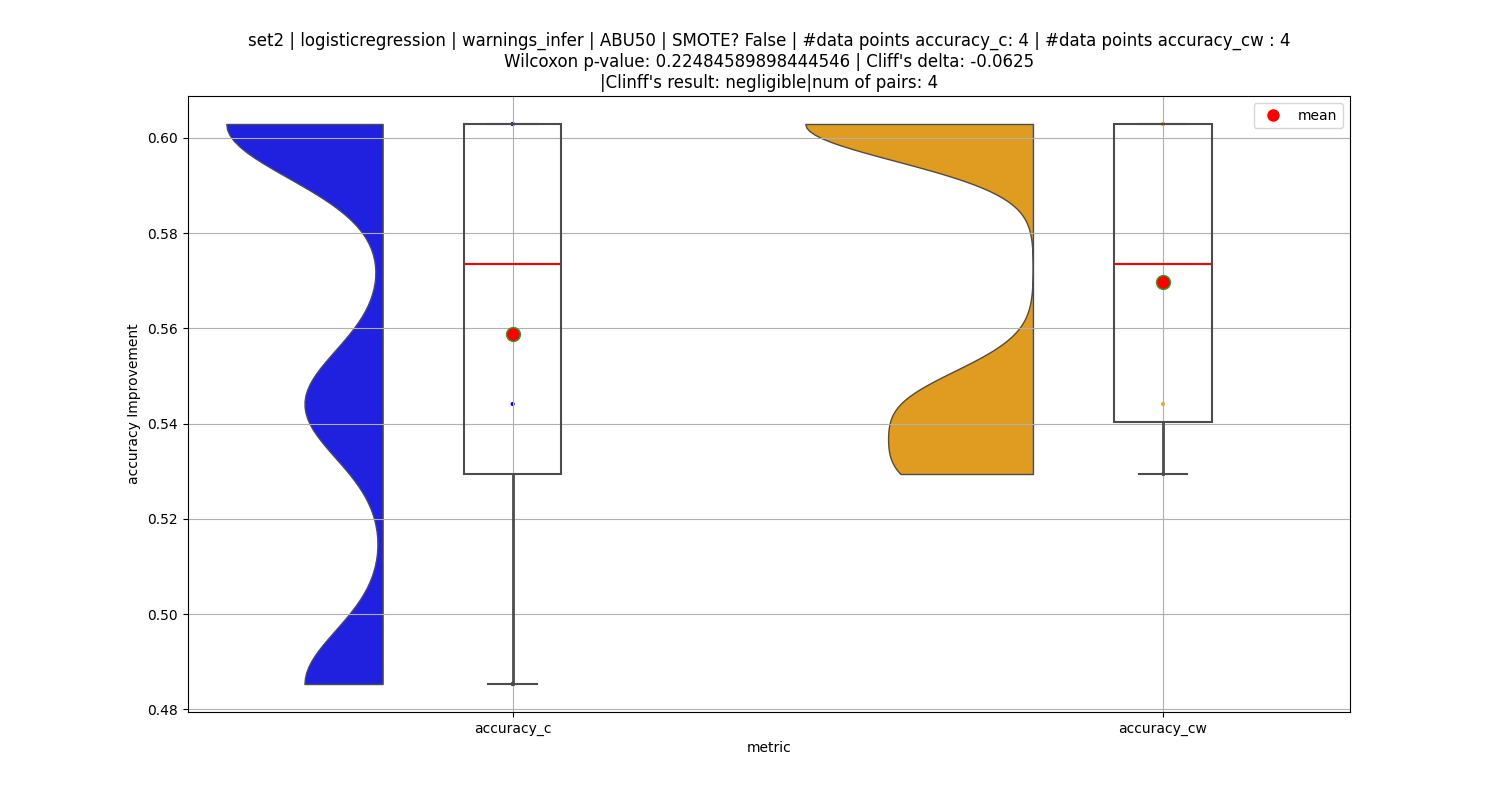 set2 | logisticregression | warnings_infer | ABU50 | SMOTE? False | #data points accuracy_c: 4 | #data points accuracy_cw : 4
Wilcoxon p-value: 0.22484589898444546 | Cliff's delta: -0.0625
|Clinff's result: negligible|num of pairs: 4
mean
0.60
0.58
0.56
0.54
0.52
0.50
0.48
accuracy Improvement
accuracy_c
accuracy_cw
metric